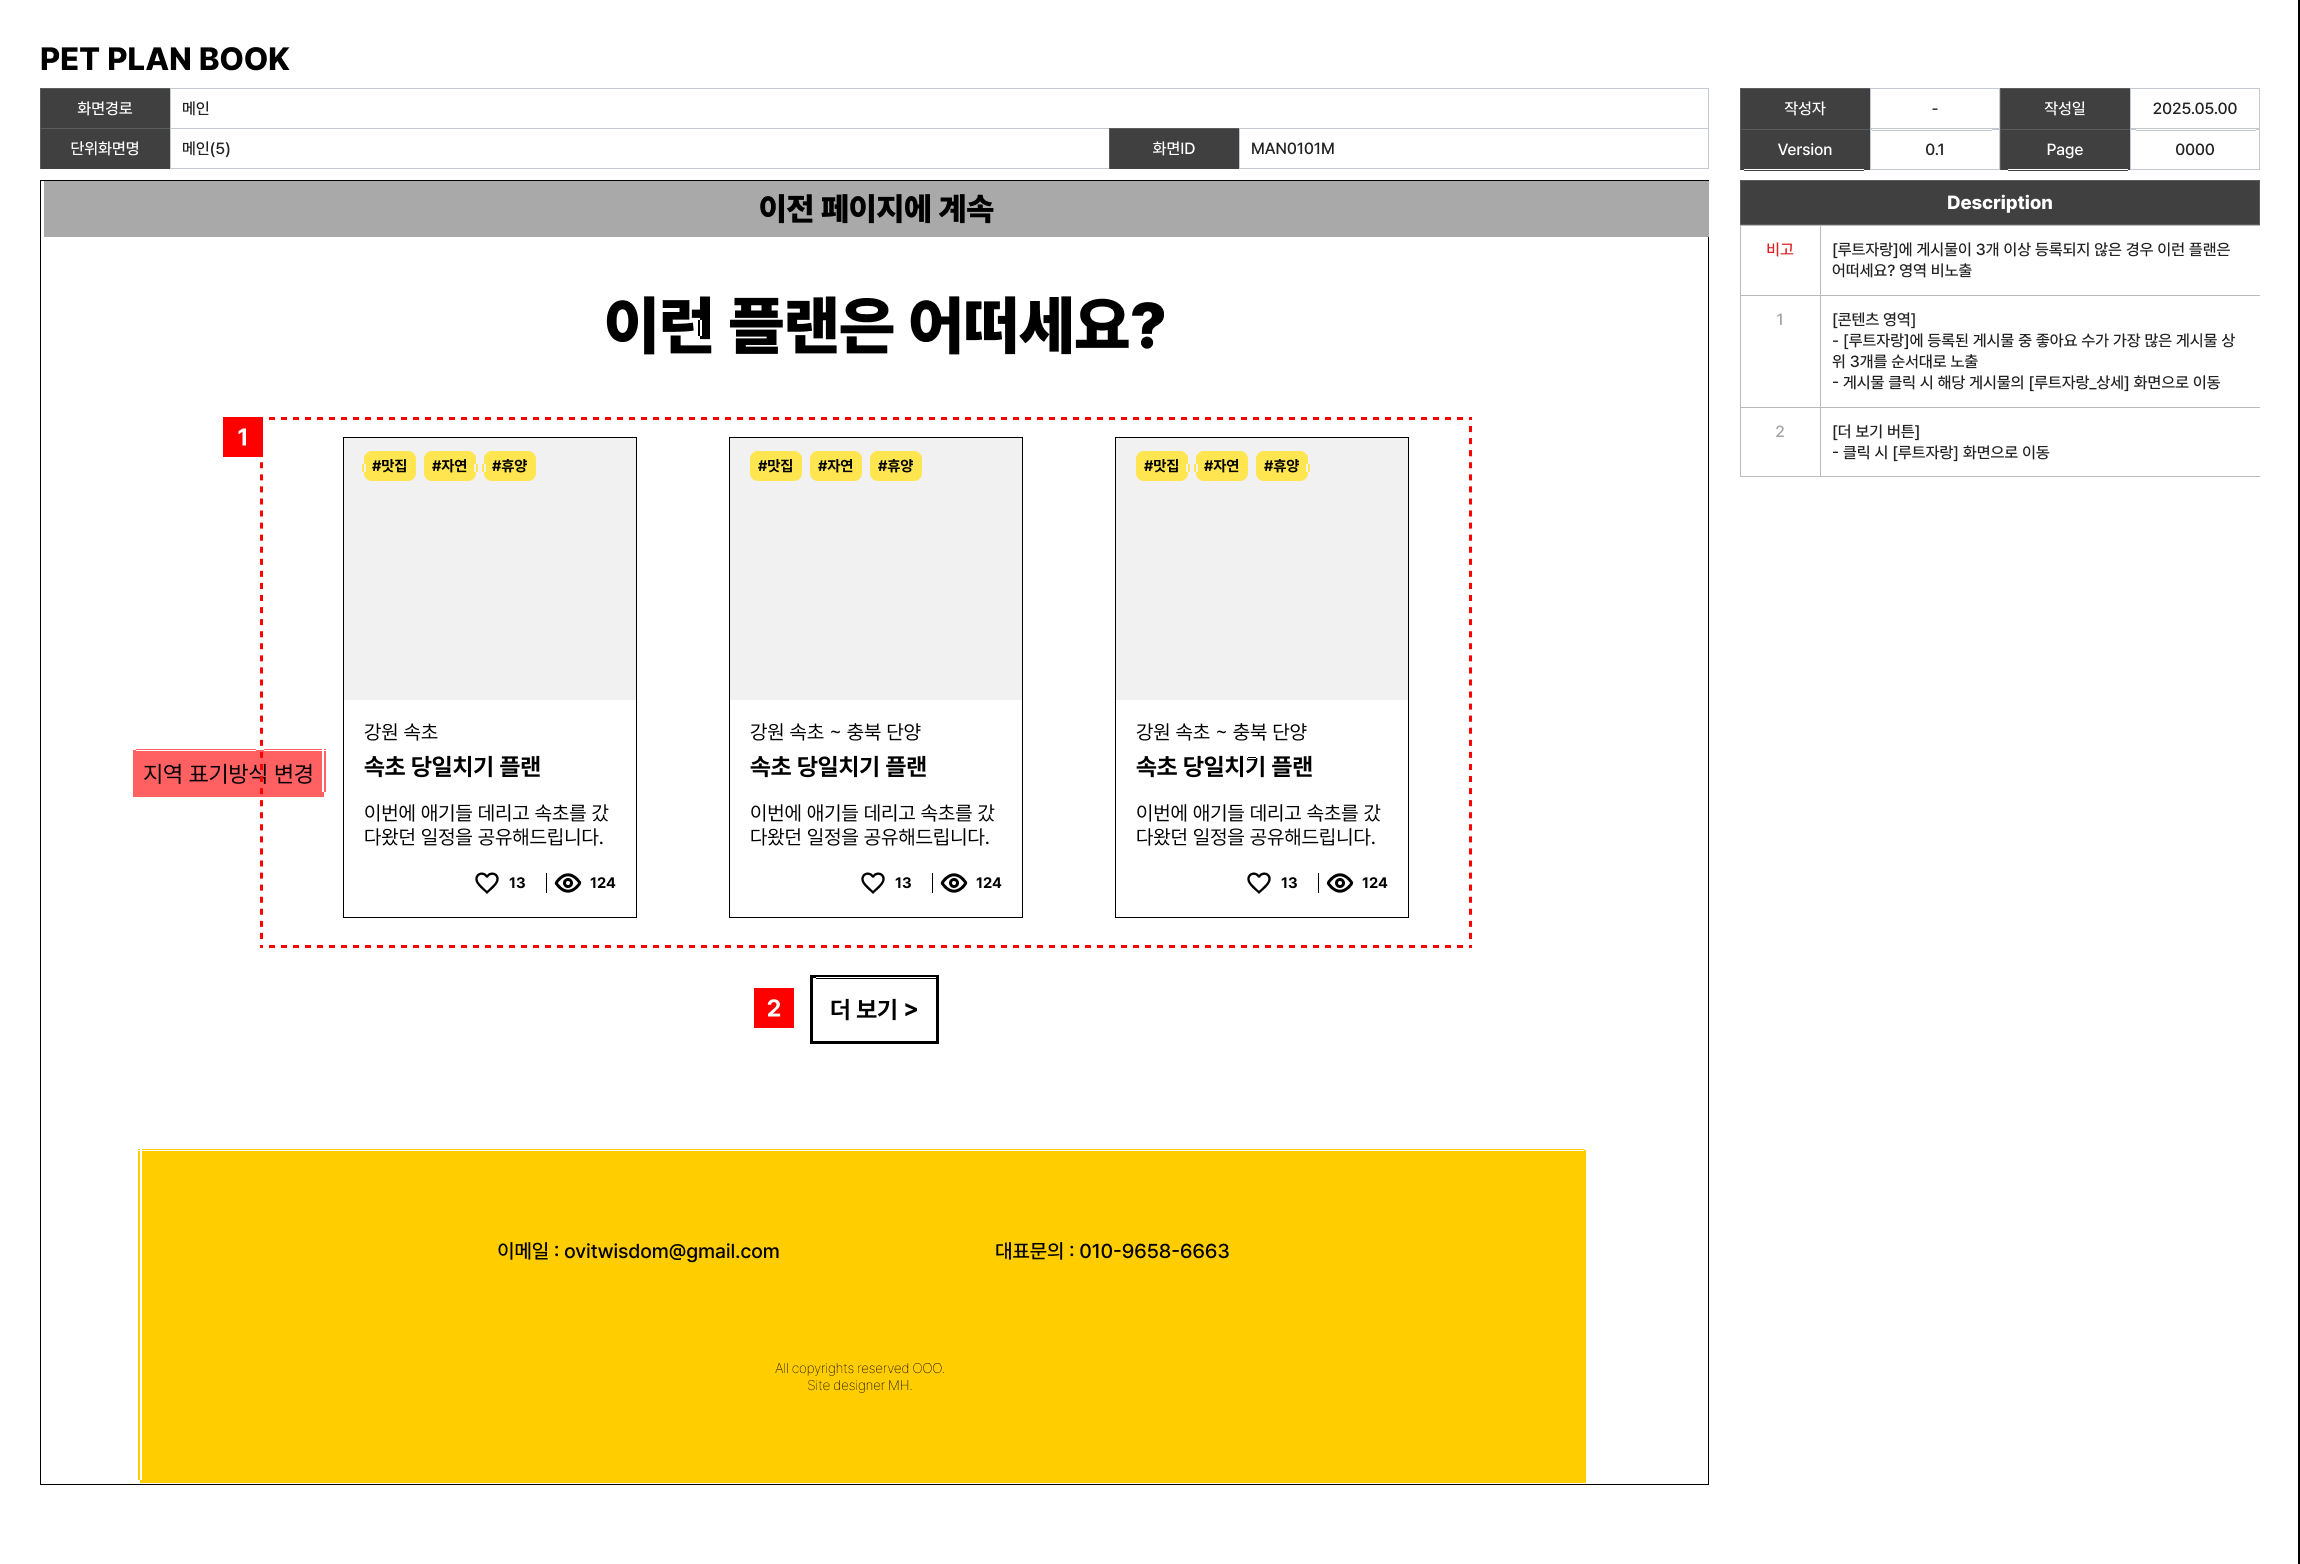 PET PLAN BOOK
화면경로
메인
단위화면명
메인(5)
화면ID
MAN0101M
작성자
-
작성일
2025.05.00
Version
0.1
Page
0000
이전 페이지에 계속
이런 플랜은 어떠세요?
1
#맛집 #자연 #휴양
강원 속초
속초 당일치기 플랜
이번에 애기들 데리고 속초를 갔
다왔던 일정을 공유해드립니다.
13 124
#맛집 #자연 #휴양
강원 속초 ~ 충북 단양
속초 당일치기 플랜
이번에 애기들 데리고 속초를 갔
다왔던 일정을 공유해드립니다.
13 124
#맛집 #자연 #휴양
강원 속초 ~ 충북 단양
속초 당일치기 플랜
이번에 애기들 데리고 속초를 갔
다왔던 일정을 공유해드립니다.
13 124
지역 표기방식 변경
2
더 보기 >
이메일 : ovitwisdom@gmail.com
대표문의 : 010-9658-6663
All copyrights reserved OOO.
Site designer MH.
Description
비고
[루트자랑]에 게시물이 3개 이상 등록되지 않은 경우 이런 플랜은
어떠세요? 영역 비노출
1
[콘텐츠 영역]
- [루트자랑]에 등록된 게시물 중 좋아요 수가 가장 많은 게시물 상
위 3개를 순서대로 노출
- 게시물 클릭 시 해당 게시물의 [루트자랑_상세] 화면으로 이동
2
[더 보기 버튼]
- 클릭 시 [루트자랑] 화면으로 이동